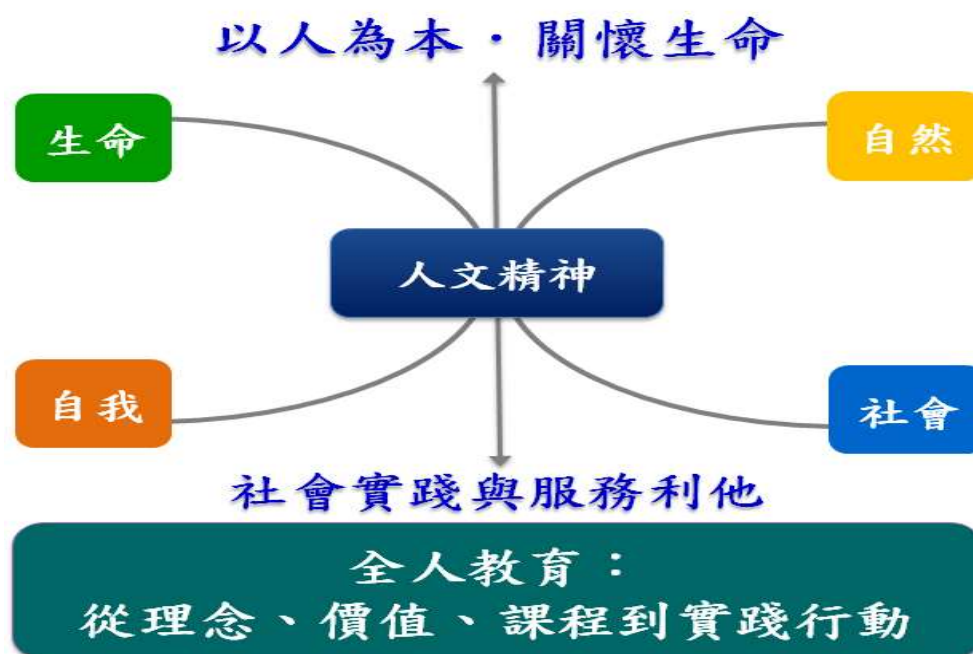 以人為本·關懷生命
生命
自然
人文精神
自我
社會
社會實踐與服務利他
全人教育：
從理念、價值、課程到實踐行動